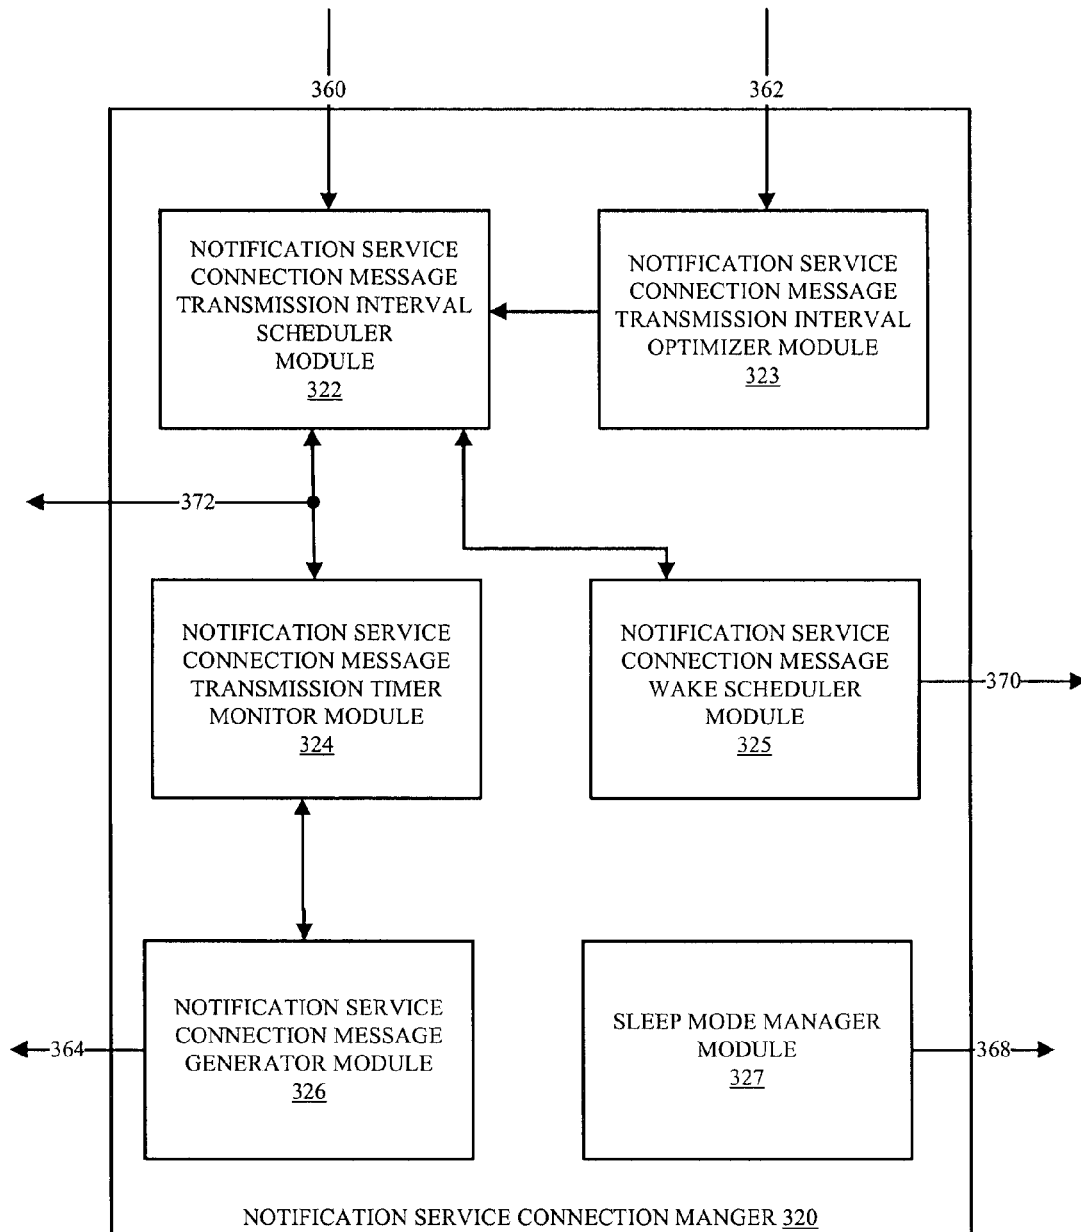 360
362
NOTIFICATION SERVICE
CONNECTION MESSAGE
TRANSMISSION INTERVAL
SCHEDULER
MODULE
322
NOTIFICATION SERVICE
CONNECTION MESSAGE
TRANSMISSION INTERVAL
OPTIMIZER MODULE
323
372
NOTIFICATION SERVICE
CONNECTION MESSAGE
TRANSMISSION TIMER
MONITOR MODULE
324
NOTIFICATION SERVICE
CONNECTION MESSAGE
WAKE SCHEDULER
MODULE
325
370
NOTIFICATION SERVICE
CONNECTION MESSAGE
GENERATOR MODULE
326
364
SLEEP MODE MANAGER
MODULE
327
368
NOTIFICATION SERVICE CONNECTION MANGER 320